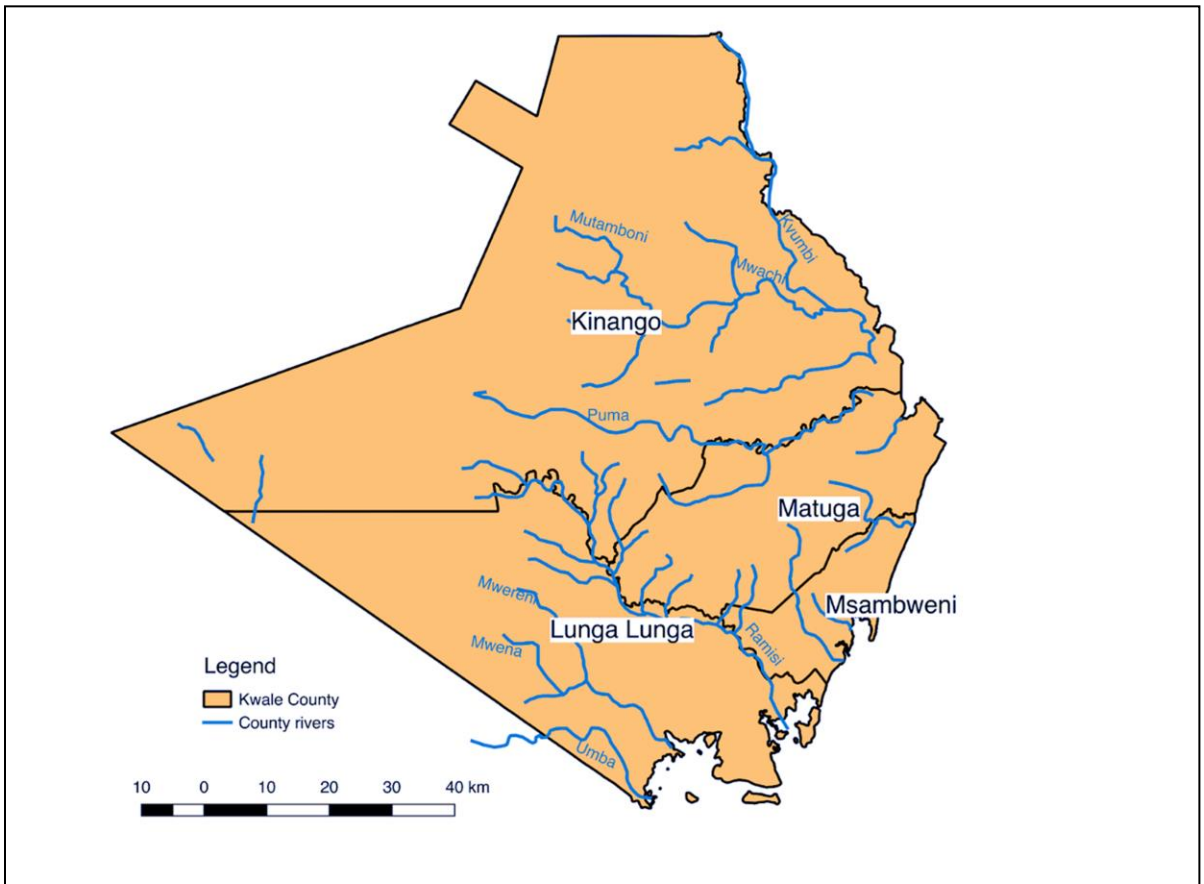 Mutamboni
Kvumbi
Mwachi
Kinango
Puma
Matuga
Mwereni
Msambweni
Lunga Lunga
Ramisi
Mwena
Legend
Kwale County
County rivers
Umba
10 0 10 20 30 40 km